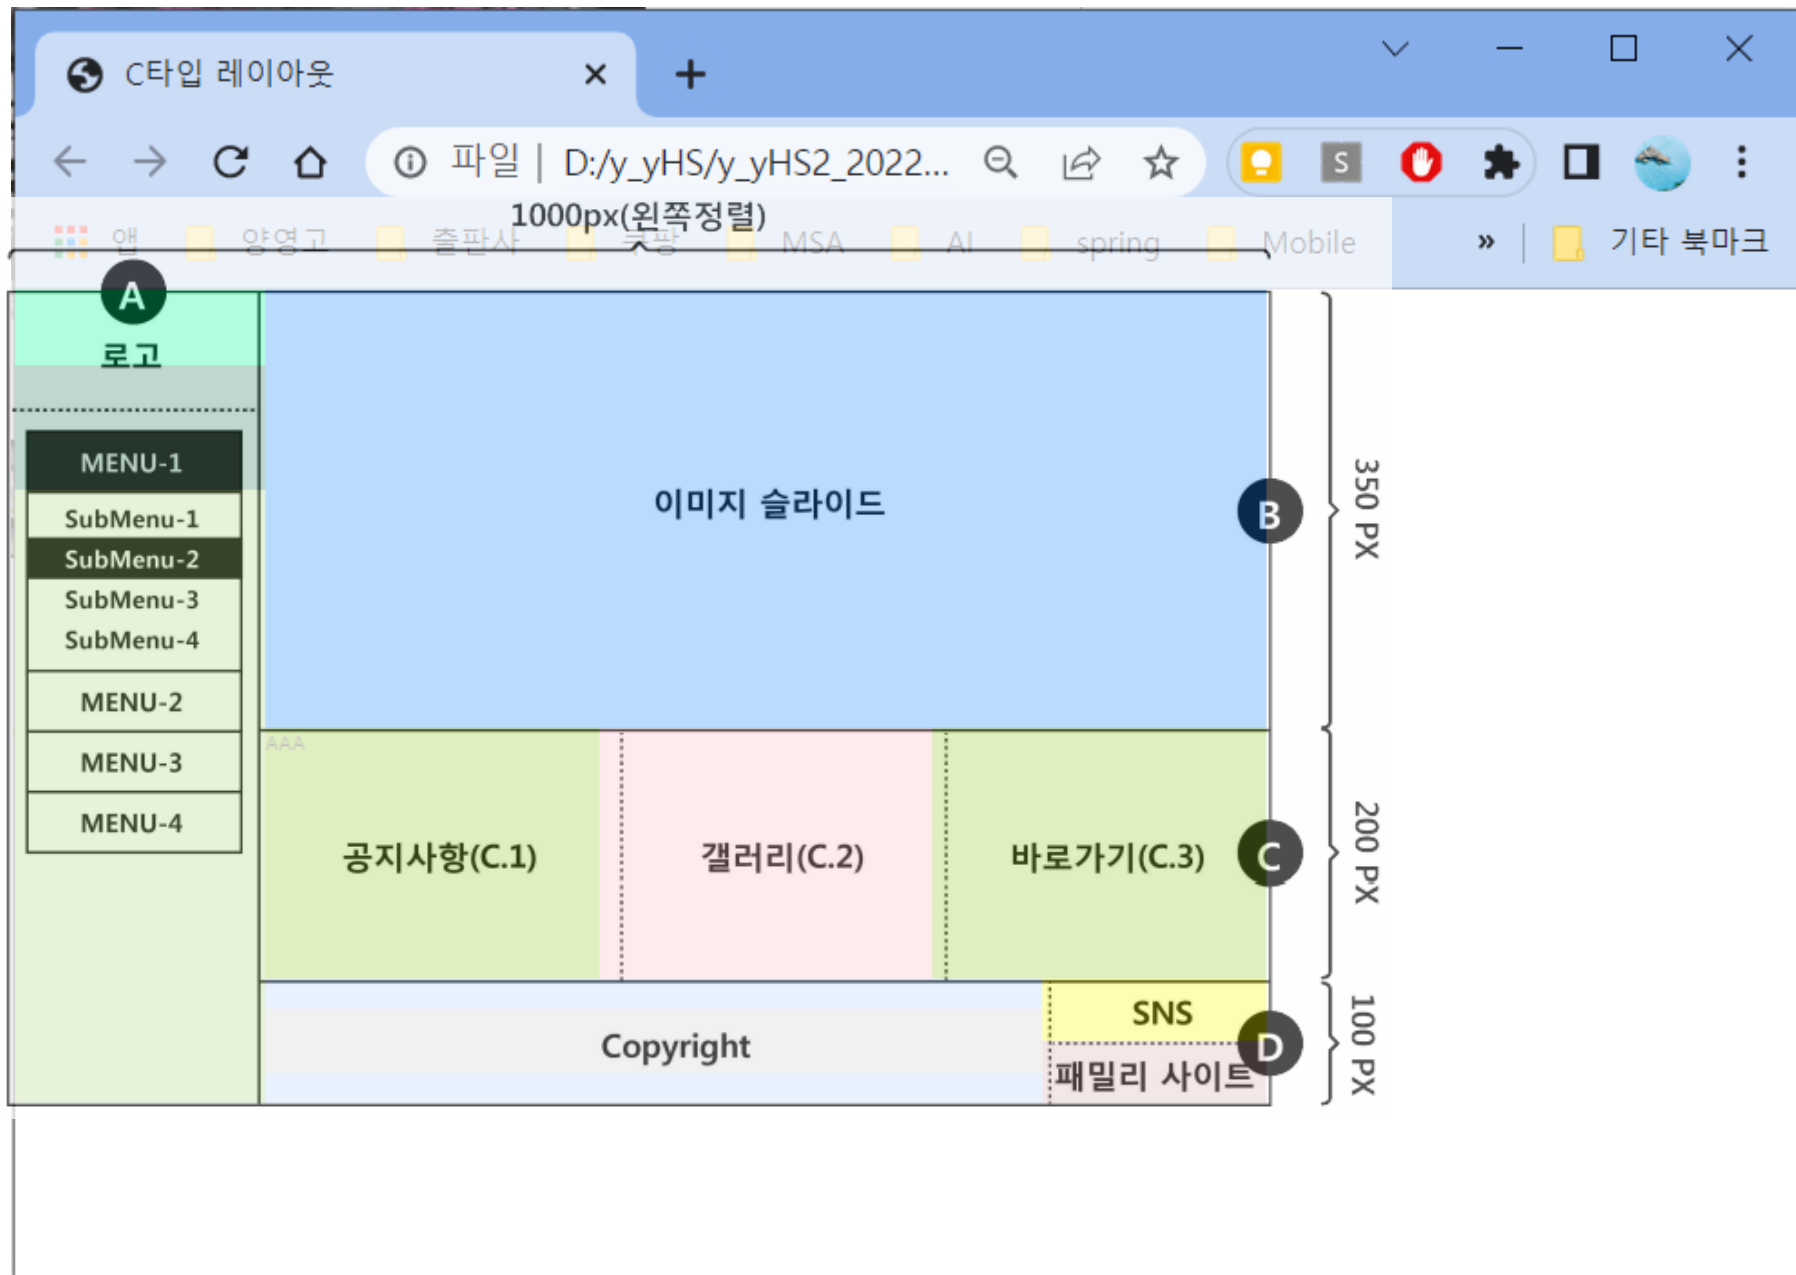 C타입 레이아웃
파일 | D:/y_yHS/y_yHS2_2022...
S
1000px(왼쪽정렬)
앱 양영고 출판사 쿠팡 MSA AI spring Mobile » 기타 북마크
A
로고
MENU-1
SubMenu-1
SubMenu-2
SubMenu-3
SubMenu-4
MENU-2
MENU-3
MENU-4
이미지 슬라이드
B
350 PX
AAA
공지사항(C.1)
갤러리(C.2)
바로가기(C.3)
C
200 PX
Copyright
SNS
패밀리 사이트
D
100 PX